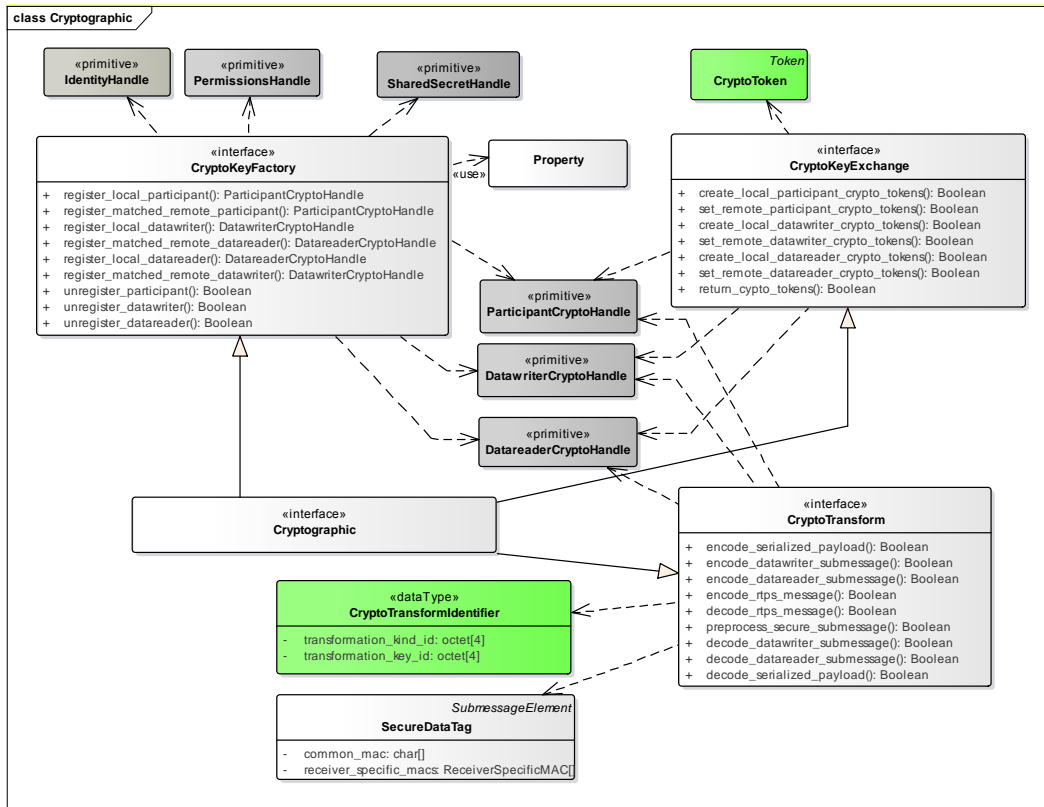 class Cryptographic
«primitive»
IdentityHandle
«primitive»
PermissionsHandle
«primitive»
SharedSecretHandle
Token
CryptoToken
«interface»
CryptoKeyFactory
+ register_local_participant(): ParticipantCryptoHandle
+ register_matched_remote_participant(): ParticipantCryptoHandle
+ register_local_datawriter(): DatawriterCryptoHandle
+ register_matched_remote_datareader(): DatareaderCryptoHandle
+ register_local_datareader(): DatareaderCryptoHandle
+ register_matched_remote_datawriter(): DatawriterCryptoHandle
+ unregister_participant(): Boolean
+ unregister_datawriter(): Boolean
+ unregister_datareader(): Boolean
«use»
Property
«interface»
CryptoKeyExchange
+ create_local_participant_crypto_tokens(): Boolean
+ set_remote_participant_crypto_tokens(): Boolean
+ create_local_datawriter_crypto_tokens(): Boolean
+ set_remote_datawriter_crypto_tokens(): Boolean
+ create_local_datareader_crypto_tokens(): Boolean
+ set_remote_datareader_crypto_tokens(): Boolean
+ return_cypto_tokens(): Boolean
«primitive»
ParticipantCryptoHandle
«primitive»
DatawriterCryptoHandle
«primitive»
DatareaderCryptoHandle
«interface»
Cryptographic
«interface»
CryptoTransform
+ encode_serialized_payload(): Boolean
+ encode_datawriter_submessage(): Boolean
+ encode_datareader_submessage(): Boolean
+ encode_rtps_message(): Boolean
+ decode_rtps_message(): Boolean
+ preprocess_secure_submessage(): Boolean
+ decode_datawriter_submessage(): Boolean
+ decode_datareader_submessage(): Boolean
+ decode_serialized_payload(): Boolean
«dataType»
CryptoTransformIdentifier
- transformation_kind_id: octet[4]
- transformation_key_id: octet[4]
SubmessageElement
SecureDataTag
- common_mac: char[]
- receiver_specific_macs: ReceiverSpecificMAC[]